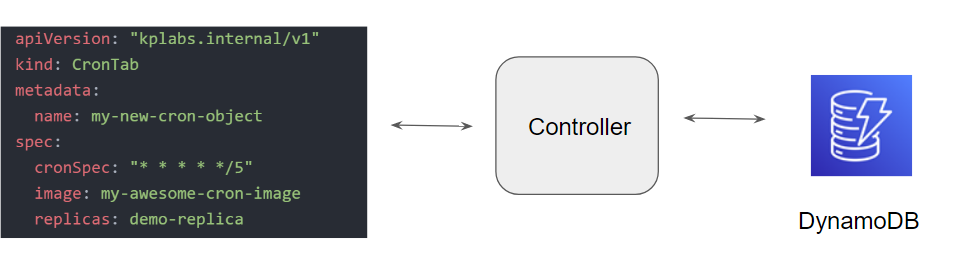 apiVersion: "kplabs.internal/v1"
kind: CronTab
metadata:
  name: my-new-cron-object
spec:
  cronSpec: "* * * * */5"
  image: my-awesome-cron-image
  replicas: demo-replica
Controller
DynamoDB